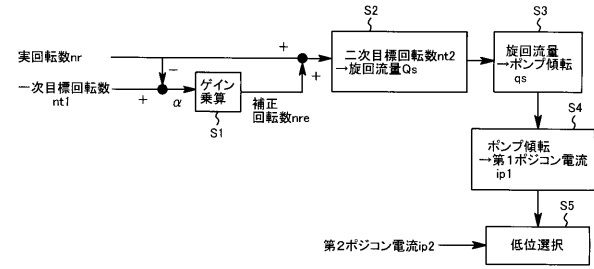 S2
S3
実回転数nr
+
+
−
二次目標回転数nt2
→旋回流量Qs
旋回流量
→ポンプ傾転
qs
一次目標回転数
nt1
+
α
ゲイン
乗算
S1
補正
回転数nre
S4
ポンプ傾転
→第1ポジコン電流
ip1
S5
第2ポジコン電流ip2
低位選択